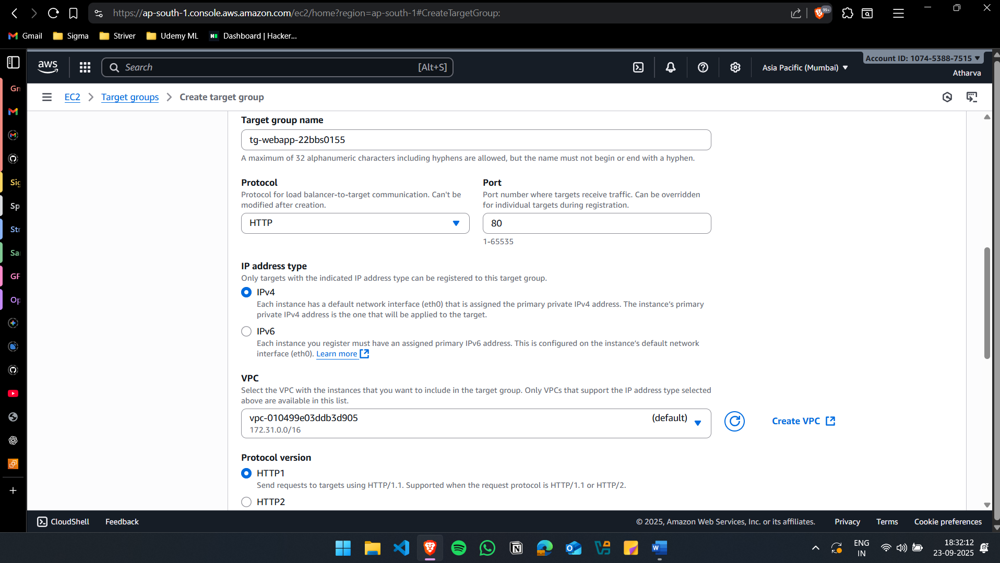 https://ap-south-1.console.aws.amazon.com/ec2/home?region=ap-south-1#CreateTargetGroup:
99+
Gmail
Sigma
Striver
Udemy ML
Dashboard | Hacker...
aws
Search
[Alt+S]
Asia Pacific (Mumbai)
Account ID: 1074-5388-7515
Atharva
EC2
Target groups
Create target group
Gm
Sig
Sp
Str
Sa
GF
Op
Target group name
tg-webapp-22bbs0155
A maximum of 32 alphanumeric characters including hyphens are allowed, but the name must not begin or end with a hyphen.
Protocol
Protocol for load balancer-to-target communication. Can't be
modified after creation.
HTTP
Port
Port number where targets receive traffic. Can be overridden
for individual targets during registration.
80
1-65535
IP address type
Only targets with the indicated IP address type can be registered to this target group.
IPv4
Each instance has a default network interface (eth0) that is assigned the primary private IPv4 address. The instance’s primary
private IPv4 address is the one that will be applied to the target.
IPv6
Each instance you register must have an assigned primary IPv6 address. This is configured on the instance’s default network
interface (eth0). Learn more
VPC
Select the VPC with the instances that you want to include in the target group. Only VPCs that support the IP address type selected
above are available in this list.
vpc-010499e03ddb3d905
(default)
172.31.0.0/16
Create VPC
Protocol version
HTTP1
Send requests to targets using HTTP/1.1. Supported when the request protocol is HTTP/1.1 or HTTP/2.
HTTP2
CloudShell
Feedback
© 2025, Amazon Web Services, Inc. or its affiliates.
Privacy
Terms
Cookie preferences
ENG
IN
18:32:12
23-09-2025